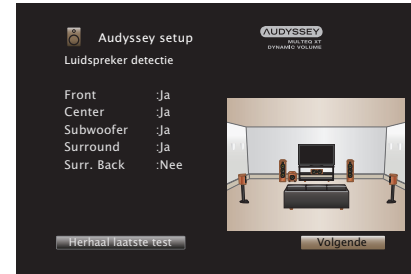 Audyssey setup
AUDYSSEY
MULTEQ XT
DYNAMIC VOLUME
Luidspreker detectie
Front :Ja
Center :Ja
Subwoofer :Ja
Surround :Ja
Surr. Back :Nee
Herhaal laatste test
Volgende